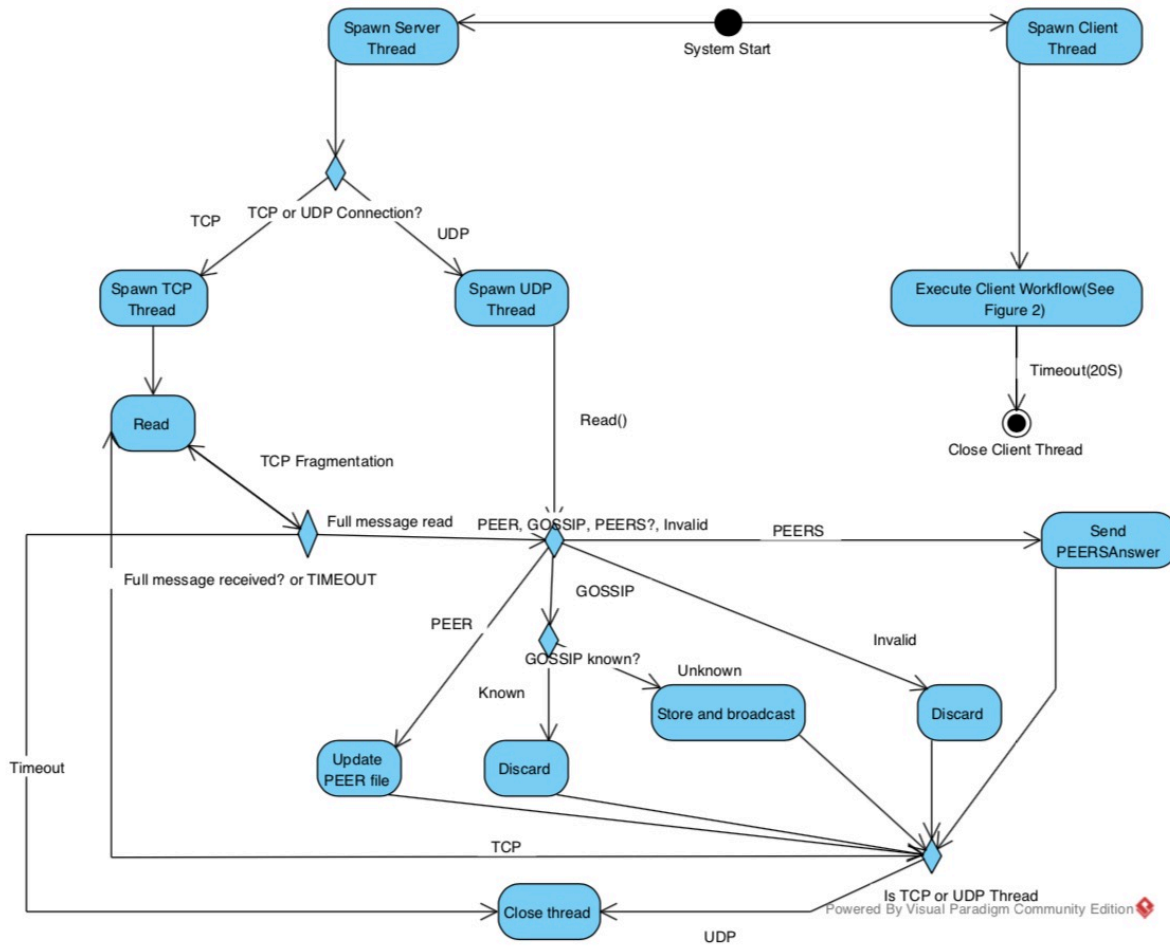 Spawn Server
Thread
System Start
Spawn Client
Thread
TCP or UDP Connection?
TCP
UDP
Spawn TCP
Thread
Spawn UDP
Thread
Execute Client Workflow(See
Figure 2)
Timeout(20S)
Read
Read()
Close Client Thread
TCP Fragmentation
Full message read
PEER, GOSSIP, PEERS?, Invalid
PEERS
Send
PEERSAnswer
Full message received? or TIMEOUT
GOSSIP
PEER
Invalid
GOSSIP known?
Unknown
Known
Store and broadcast
Discard
Timeout
Update
PEER file
Discard
TCP
Is TCP or UDP Thread
Close thread
Powered By Visual Paradigm Community Edition
UDP